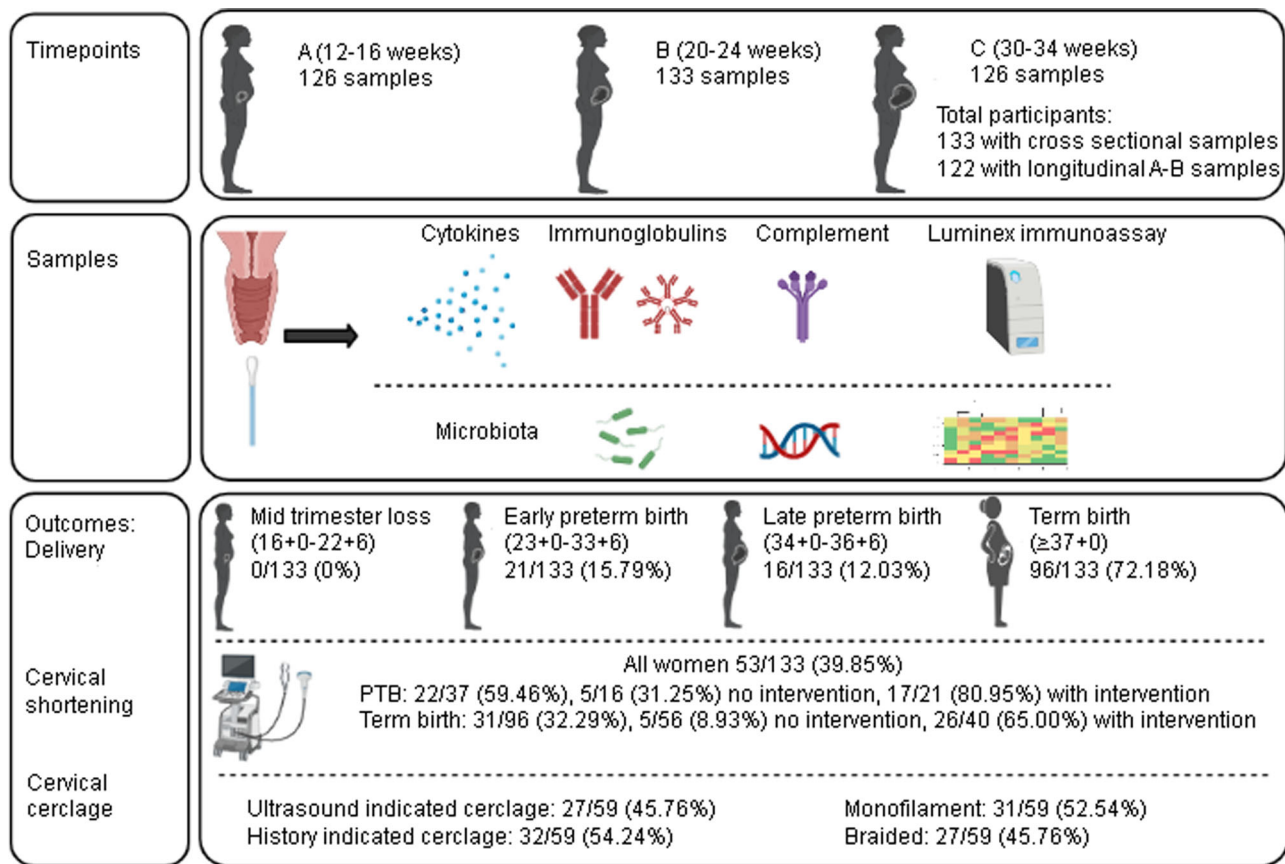 Timepoints
A (12-16 weeks)
126 samples
B (20-24 weeks)
133 samples
C (30-34 weeks)
126 samples
Total participants:
133 with cross sectional samples
122 with longitudinal A-B samples
Samples
Cytokines
Immunoglobulins
Complement
Luminex immunoassay
Microbiota
Outcomes:
Delivery
Mid trimester loss
(16+0-22+6)
0/133 (0%)
Early preterm birth
(23+0-33+6)
21/133 (15.79%)
Late preterm birth
(34+0-36+6)
16/133 (12.03%)
Term birth
(≥37+0)
96/133 (72.18%)
Cervical
shortening
All women 53/133 (39.85%)
PTB: 22/37 (59.46%), 5/16 (31.25%) no intervention, 17/21 (80.95%) with intervention
Term birth: 31/96 (32.29%), 5/56 (8.93%) no intervention, 26/40 (65.00%) with intervention
Cervical
cerclage
Ultrasound indicated cerclage: 27/59 (45.76%)
History indicated cerclage: 32/59 (54.24%)
Monofilament: 31/59 (52.54%)
Braided: 27/59 (45.76%)